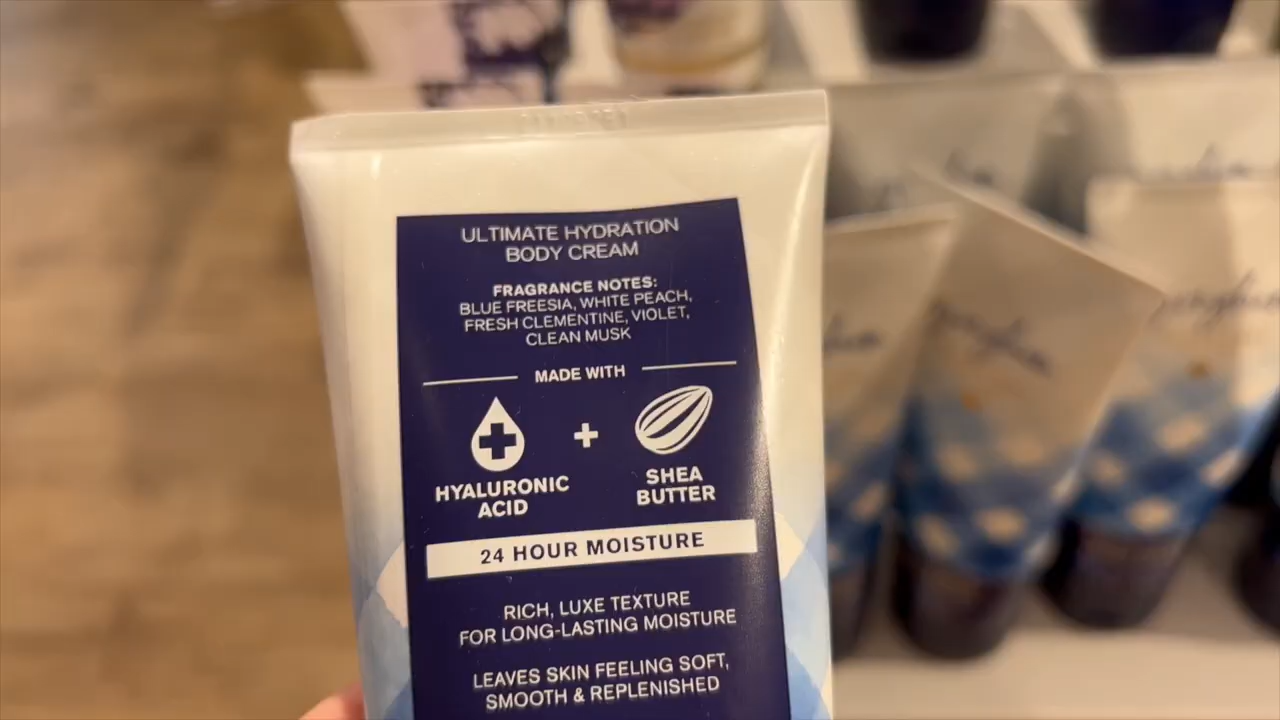 ULTIMATE HYDRATION
BODY CREAM
FRAGRANCE NOTES:
BLUE FREESIA, WHITE PEACH,
FRESH CLEMENTINE, VIOLET,
CLEAN MUSK
MADE WITH
HYALURONIC
ACID
+
SHEA
BUTTER
24 HOUR MOISTURE
RICH, LUXE TEXTURE
FOR LONG-LASTING MOISTURE
LEAVES SKIN FEELING SOFT,
SMOOTH & REPLENISHED